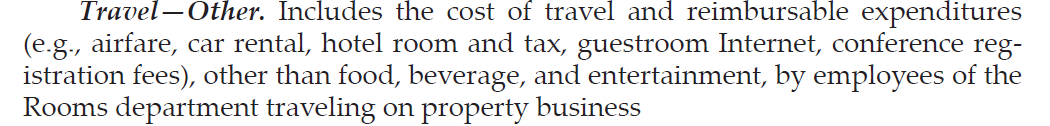 Travel—Other. Includes the cost of travel and reimbursable expenditures
(e.g., airfare, car rental, hotel room and tax, guestroom Internet, conference reg-
istration fees), other than food, beverage, and entertainment, by employees of the
Rooms department traveling on property business